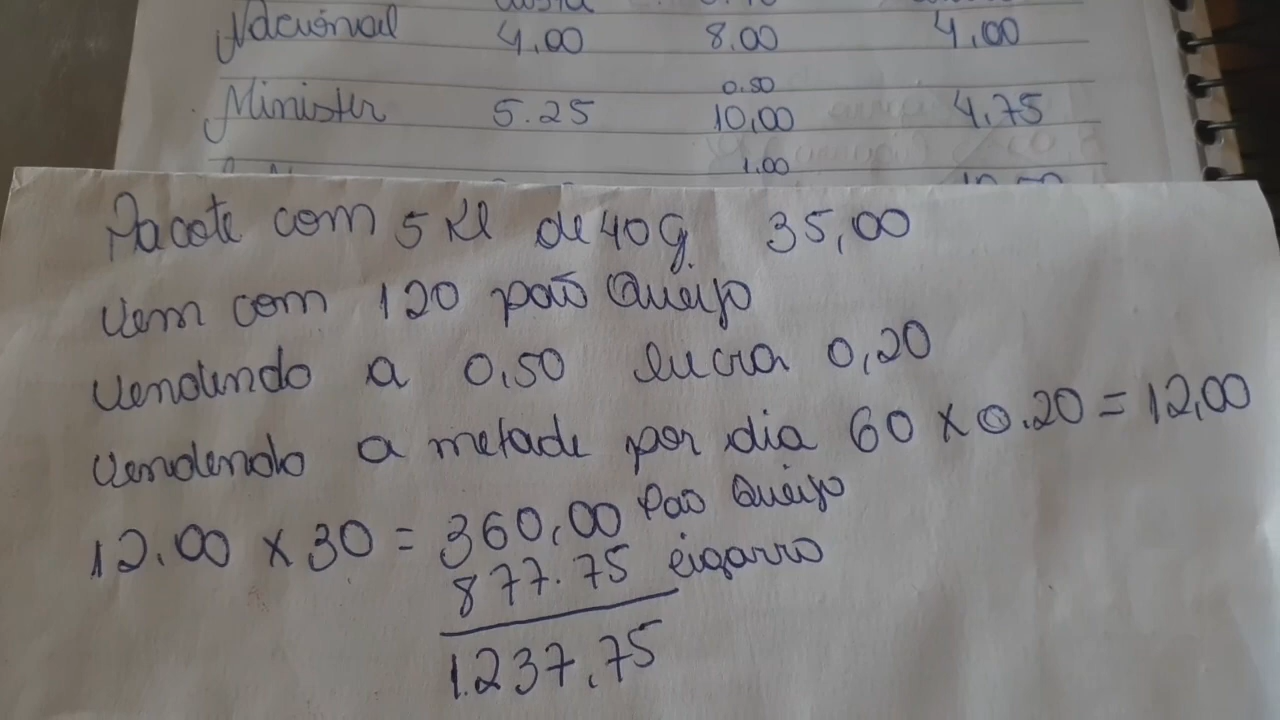 Nacional 4.00 8.00 4.00
0.50
Minister 5.25 10,00 4.75
1.00
Pacote com 5 Kl de 40g 35,00
vem com 120 pão Queijo
vendendo a 0,50 lucra 0,20
vendendo a metade por dia 60 x 0.20 = 12,00
12.00 x 30 = 360,00 Pão Queijo
877.75 cigarro
1.237,75